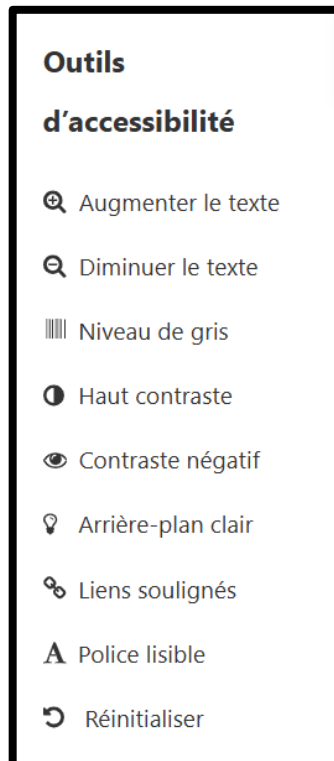 Outils
d’accessibilité
Augmenter le texte
Diminuer le texte
Niveau de gris
Haut contraste
Contraste négatif
Arrière-plan clair
Liens soulignés
Police lisible
Réinitialiser